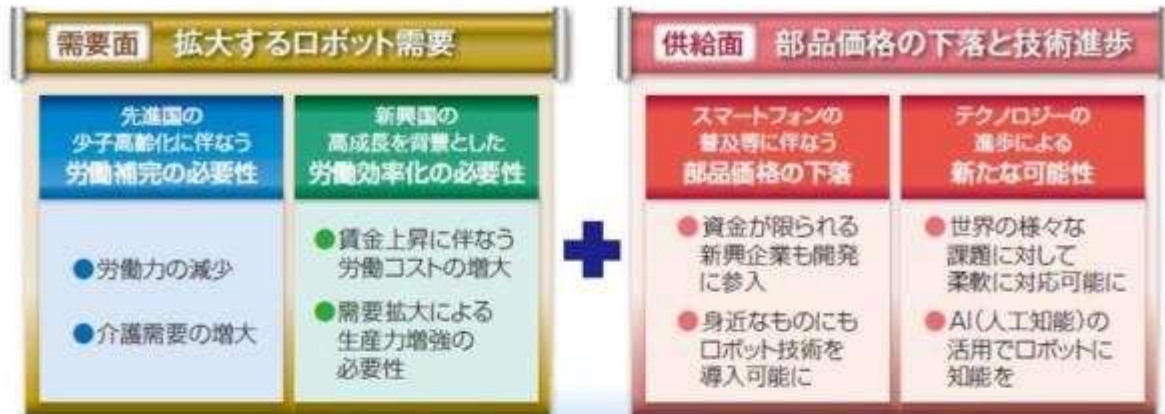 需要面 拡大するロボット需要
先進国の
少子高齢化に伴なう
労働補完の必要性
●労働力の減少
●介護需要の増大
新興国の
高成長を背景とした
労働効率化の必要性
●賃金上昇に伴なう
労働コストの増大
●需要拡大による
生産力増強の
必要性
供給面 部品価格の下落と技術進歩
スマートフォンの
普及等に伴なう
部品価格の下落
●資金が限られる
新興企業も開発
に参入
●身近なものにも
ロボット技術を
導入可能に
テクノロジーの
進歩による
新たな可能性
●世界の様々な
課題に対して
柔軟に対応可能に
●AI(人工知能)の
活用でロボットに
知能を